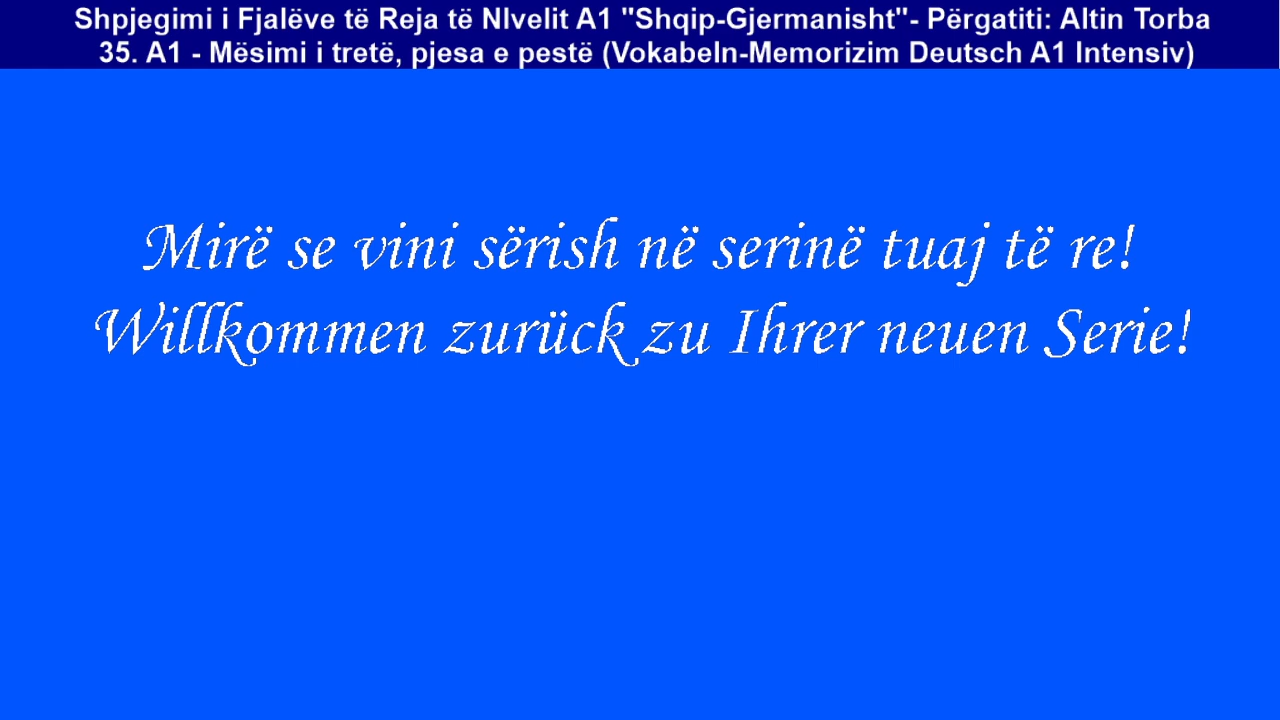 Shpjegimi i Fjalëve të Reja të NIvelit A1 "Shqip-Gjermanisht"- Përgatiti: Altin Torba
35. A1 - Mësimi i tretë, pjesa e pestë (Vokabeln-Memorizim Deutsch A1 Intensiv)
Mirë se vini sërish në serinë tuaj të re!
Willkommen zurück zu Ihrer neuen Serie!